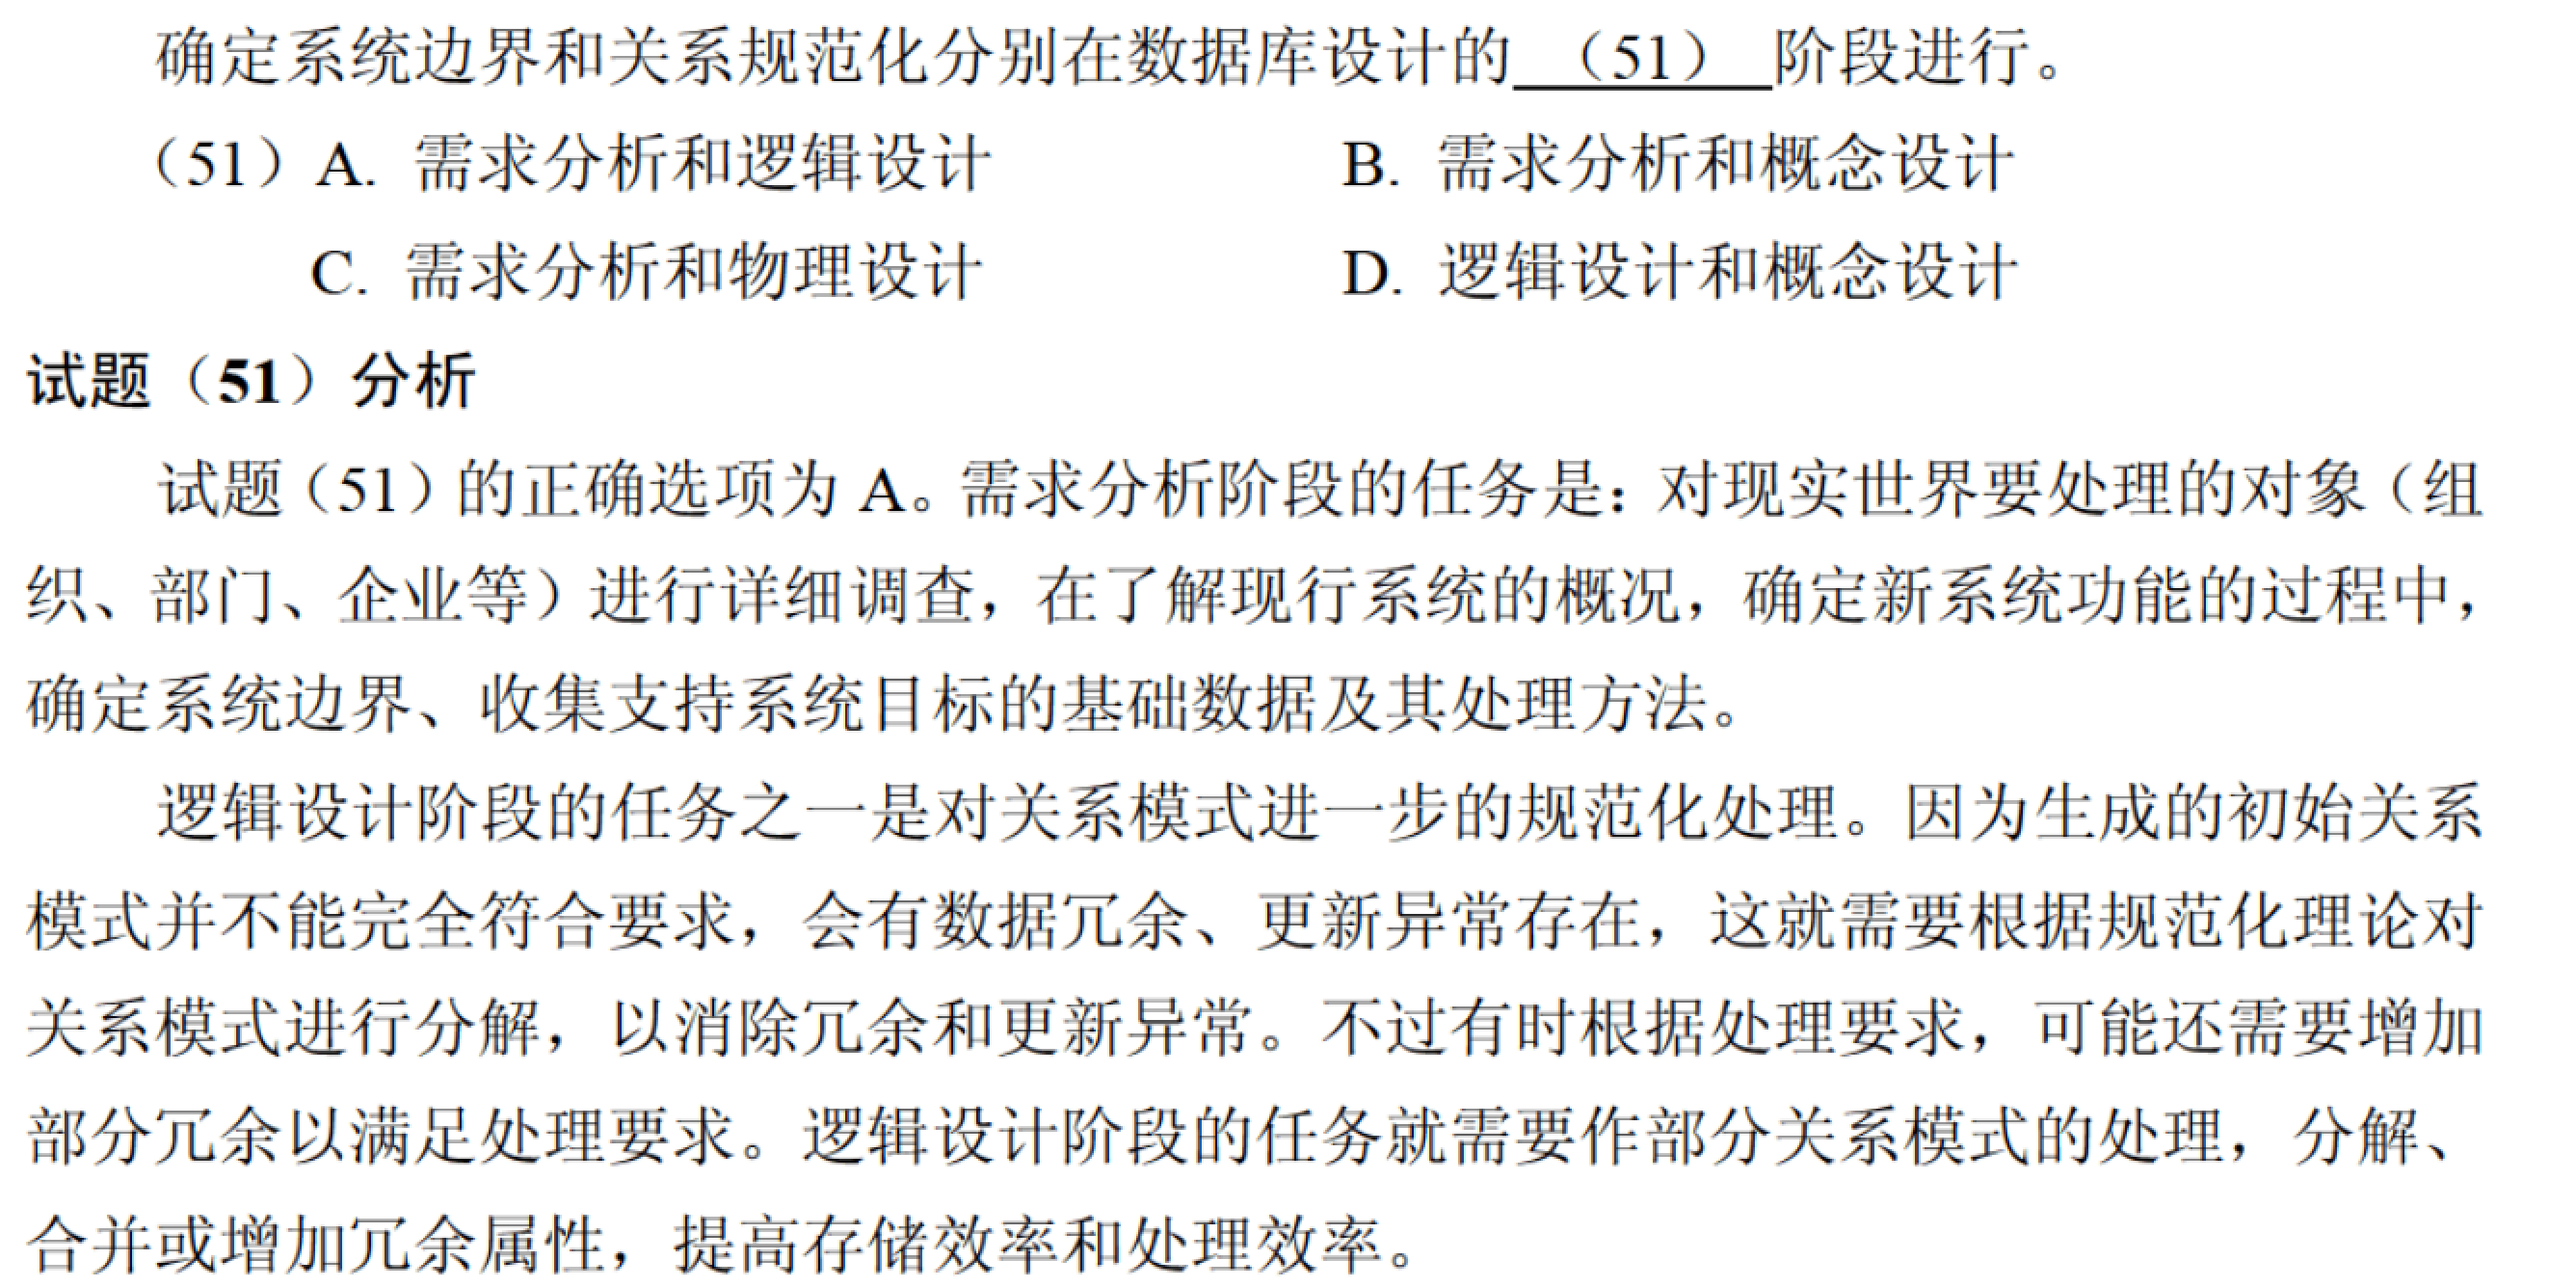 确定系统边界和关系规范化分别在数据库设计的 （51） 阶段进行。
（51）A. 需求分析和逻辑设计 B. 需求分析和概念设计
C. 需求分析和物理设计 D. 逻辑设计和概念设计
试题（51）分析
试题（51）的正确选项为 A。需求分析阶段的任务是：对现实世界要处理的对象（组
织、部门、企业等）进行详细调查，在了解现行系统的概况，确定新系统功能的过程中，
确定系统边界、收集支持系统目标的基础数据及其处理方法。
逻辑设计阶段的任务之一是对关系模式进一步的规范化处理。因为生成的初始关系
模式并不能完全符合要求，会有数据冗余、更新异常存在，这就需要根据规范化理论对
关系模式进行分解，以消除冗余和更新异常。不过有时根据处理要求，可能还需要增加
部分冗余以满足处理要求。逻辑设计阶段的任务就需要作部分关系模式的处理，分解、
合并或增加冗余属性，提高存储效率和处理效率。